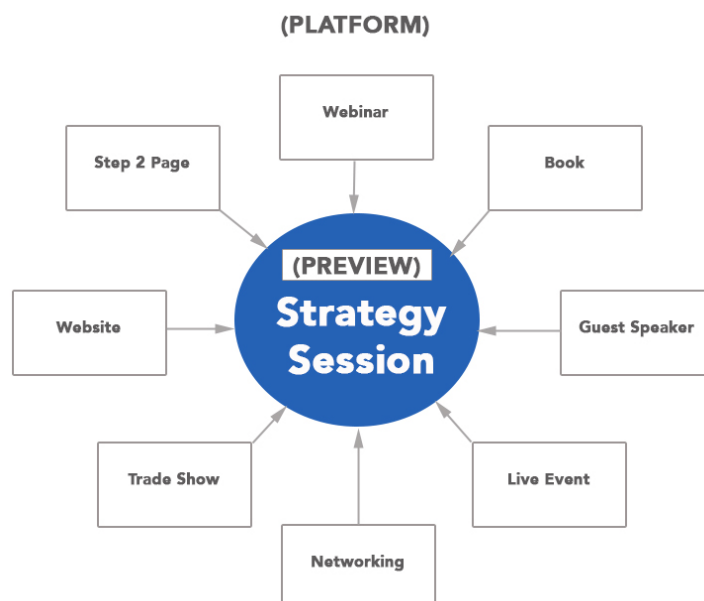 (PLATFORM)
Webinar
Step 2 Page
Book
(PREVIEW)
Strategy
Session
Website
Guest Speaker
Trade Show
Live Event
Networking